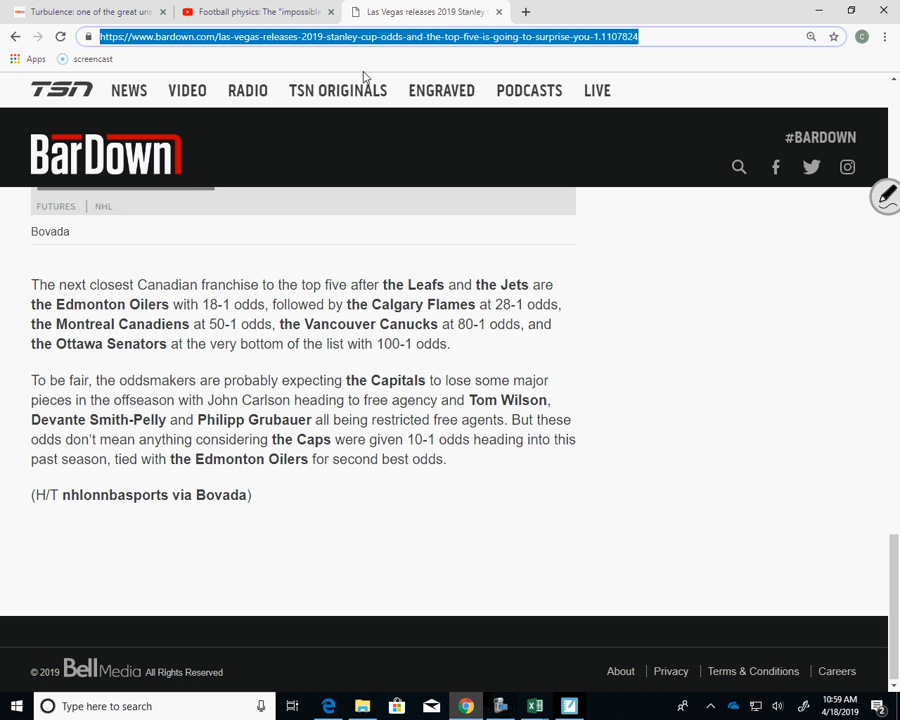 Turbulence: one of the great uns
Football physics: The "impossible
Las Vegas releases 2019 Stanley
https://www.bardown.com/las-vegas-releases-2019-stanley-cup-odds-and-the-top-five-is-going-to-surprise-you-1.1107824
C
Apps screencast
TSN NEWS VIDEO RADIO TSN ORIGINALS ENGRAVED PODCASTS LIVE
BarDown
#BARDOWN
FUTURES | NHL
Bovada
The next closest Canadian franchise to the top five after the Leafs and the Jets are
the Edmonton Oilers with 18-1 odds, followed by the Calgary Flames at 28-1 odds,
the Montreal Canadiens at 50-1 odds, the Vancouver Canucks at 80-1 odds, and
the Ottawa Senators at the very bottom of the list with 100-1 odds.
To be fair, the oddsmakers are probably expecting the Capitals to lose some major
pieces in the offseason with John Carlson heading to free agency and Tom Wilson,
Devante Smith-Pelly and Philipp Grubauer all being restricted free agents. But these
odds don't mean anything considering the Caps were given 10-1 odds heading into this
past season, tied with the Edmonton Oilers for second best odds.
(H/T nhlonnbasports via Bovada)
© 2019 Bell Media All Rights Reserved
About | Privacy | Terms & Conditions | Careers
Type here to search
10:59 AM
4/18/2019
2